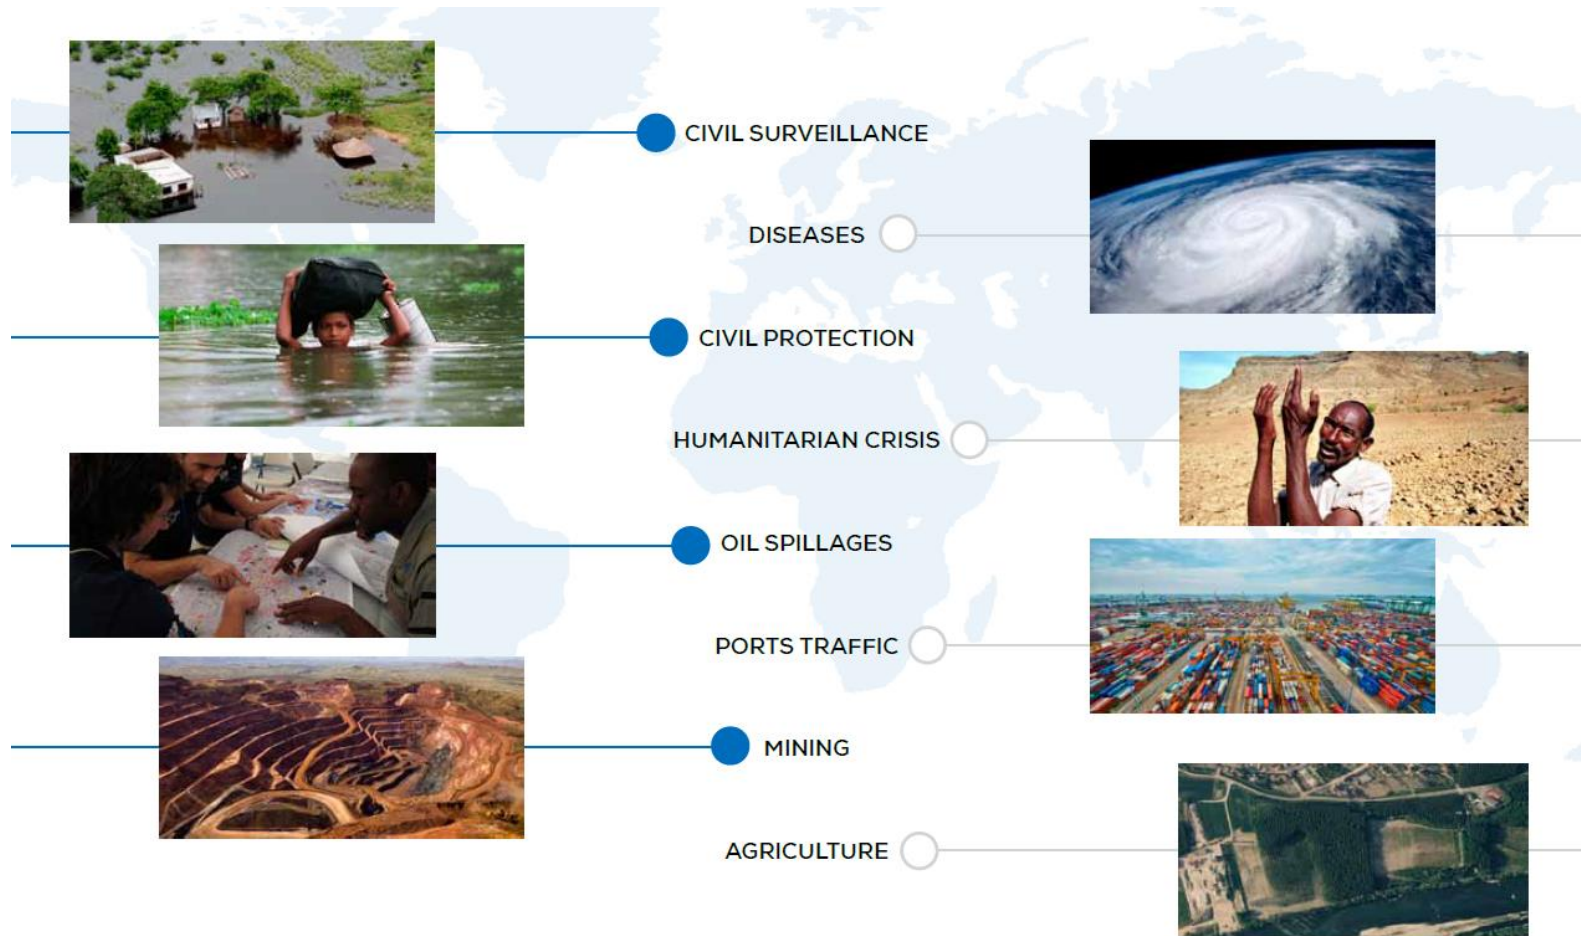 CIVIL SURVEILLANCE
DISEASES
CIVIL PROTECTION
HUMANITARIAN CRISIS
OIL SPILLAGES
PORTS TRAFFIC
MINING
AGRICULTURE